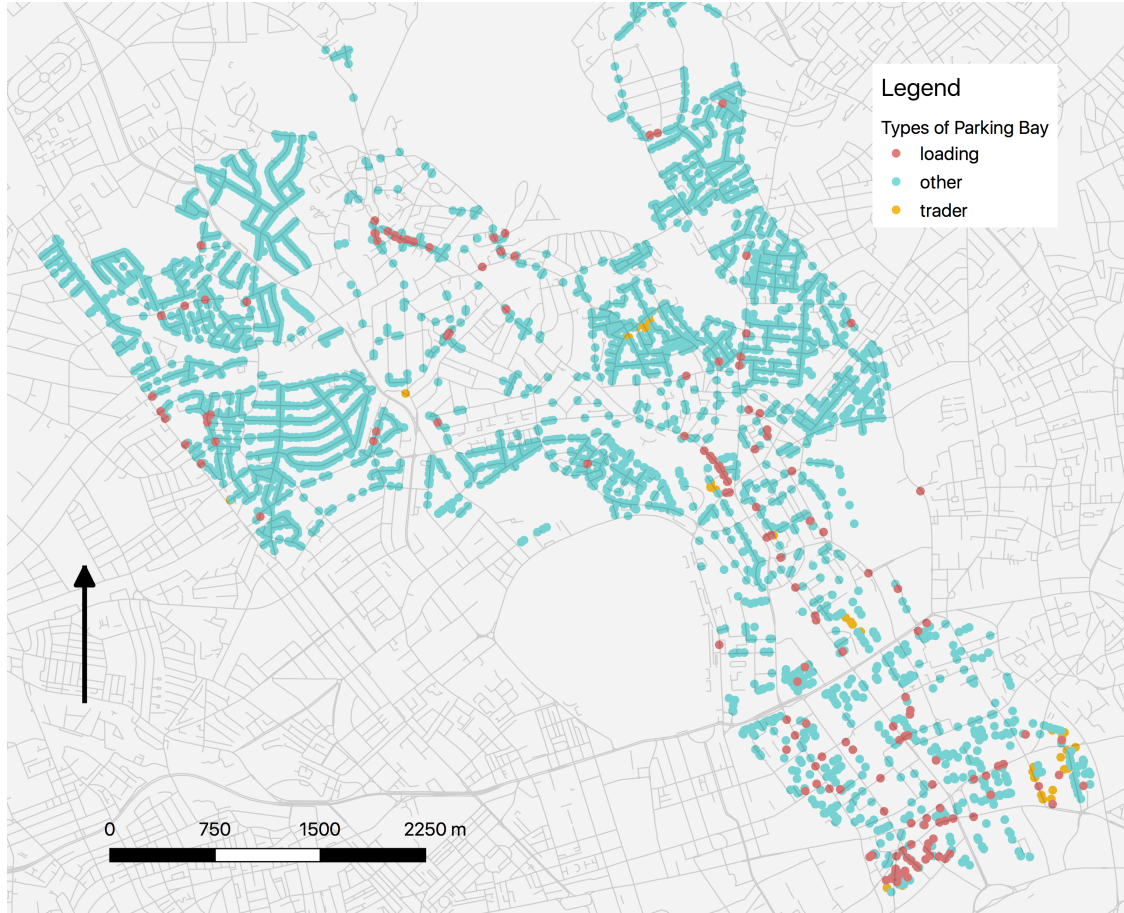 Legend
Types of Parking Bay
loading
other
trader
0 750 1500 2250 m